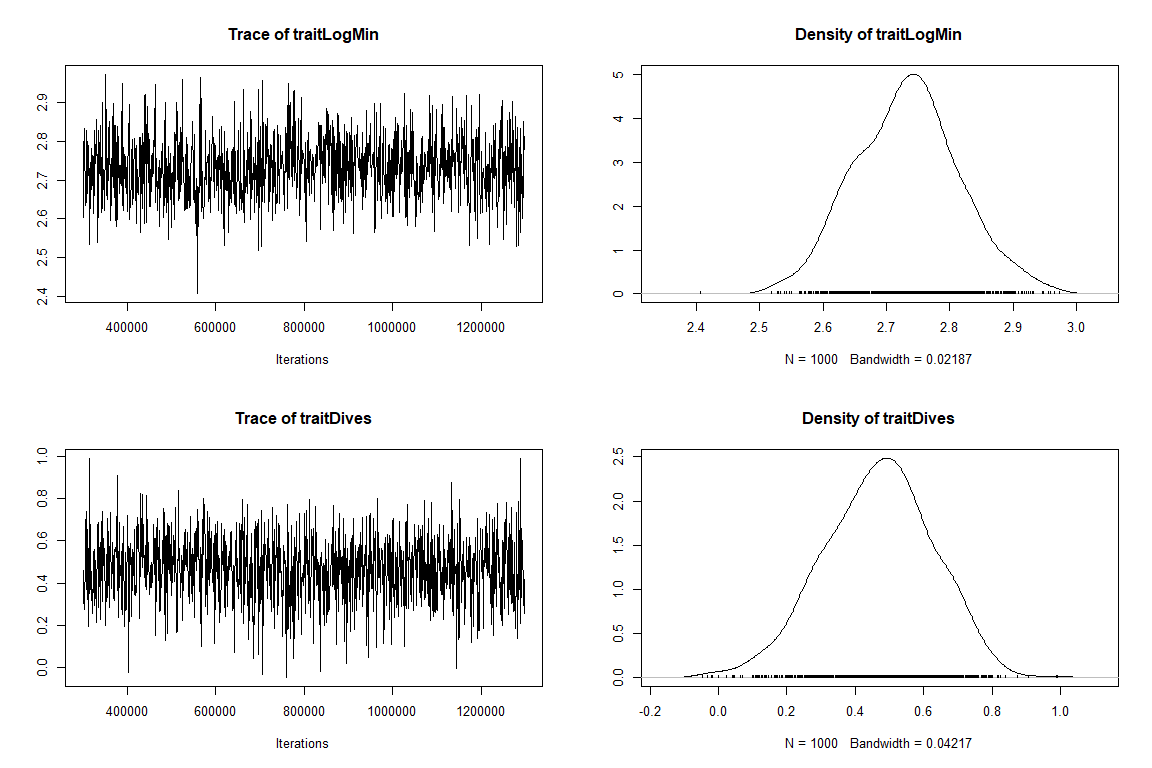 Trace of traitLogMin
2.9
2.8
2.7
2.6
2.5
2.4
400000 600000 800000 1000000 1200000
Iterations
Density of traitLogMin
5
4
3
2
1
0
2.4 2.5 2.6 2.7 2.8 2.9 3.0
N = 1000 Bandwidth = 0.02187
Trace of traitDives
1.0
0.8
0.6
0.4
0.2
0.0
400000 600000 800000 1000000 1200000
Iterations
Density of traitDives
2.5
2.0
1.5
1.0
0.5
0.0
-0.2 0.0 0.2 0.4 0.6 0.8 1.0
N = 1000 Bandwidth = 0.04217